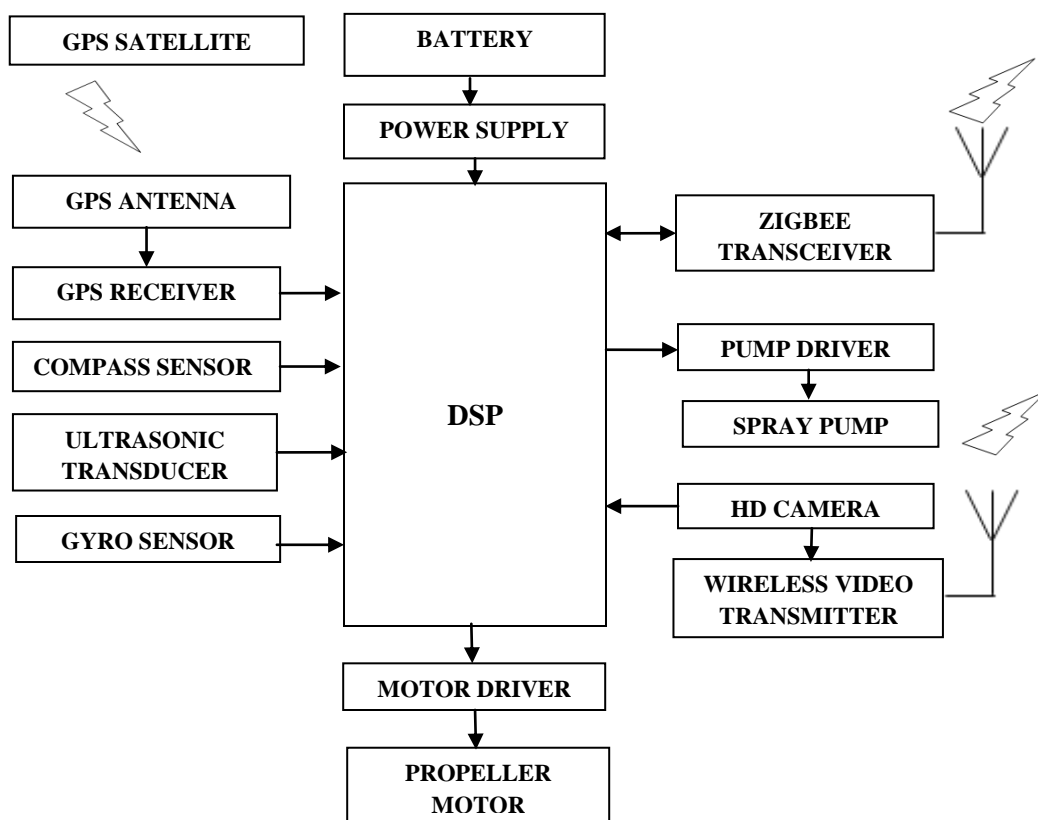 GPS SATELLITE
BATTERY
POWER SUPPLY
GPS ANTENNA
GPS RECEIVER
COMPASS SENSOR
ULTRASONIC
TRANSDUCER
GYRO SENSOR
DSP
ZIGBEE
TRANSCEIVER
PUMP DRIVER
SPRAY PUMP
HD CAMERA
WIRELESS VIDEO
TRANSMITTER
MOTOR DRIVER
PROPELLER
MOTOR